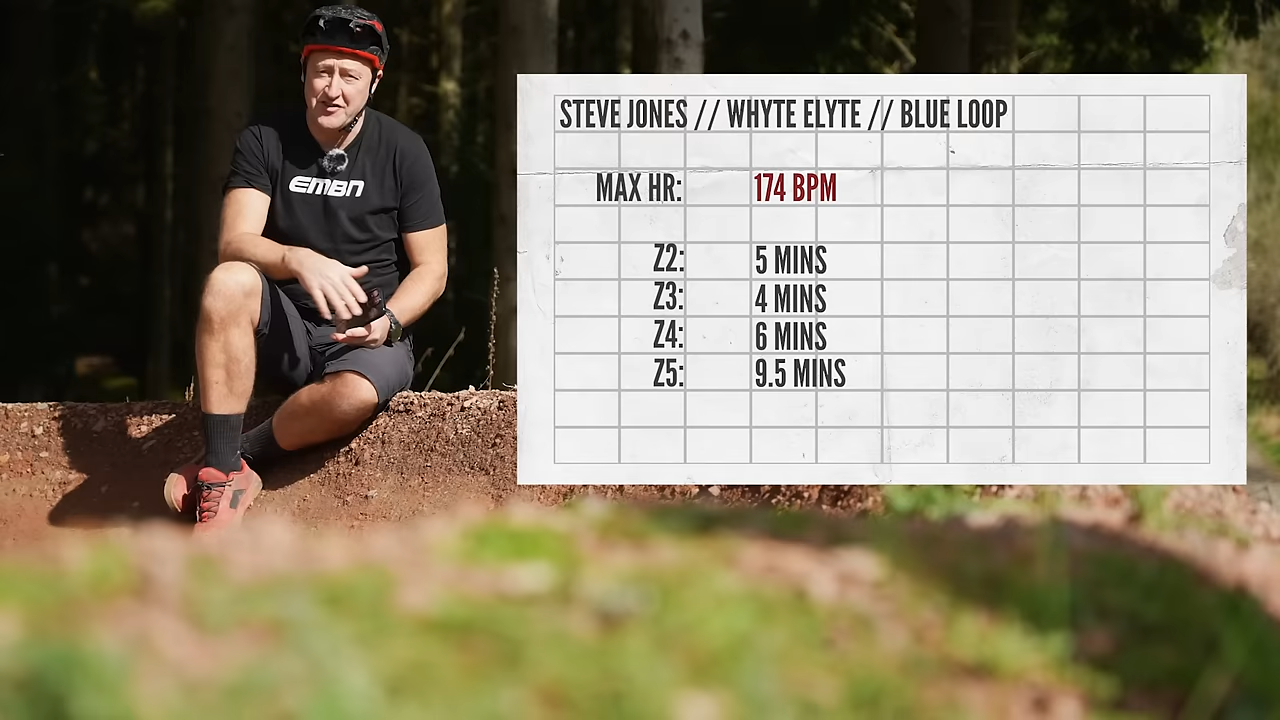 EMBN
STEVE JONES // WHYTE ELYTE // BLUE LOOP
MAX HR: 174 BPM
Z2: 5 MINS
Z3: 4 MINS
Z4: 6 MINS
Z5: 9.5 MINS